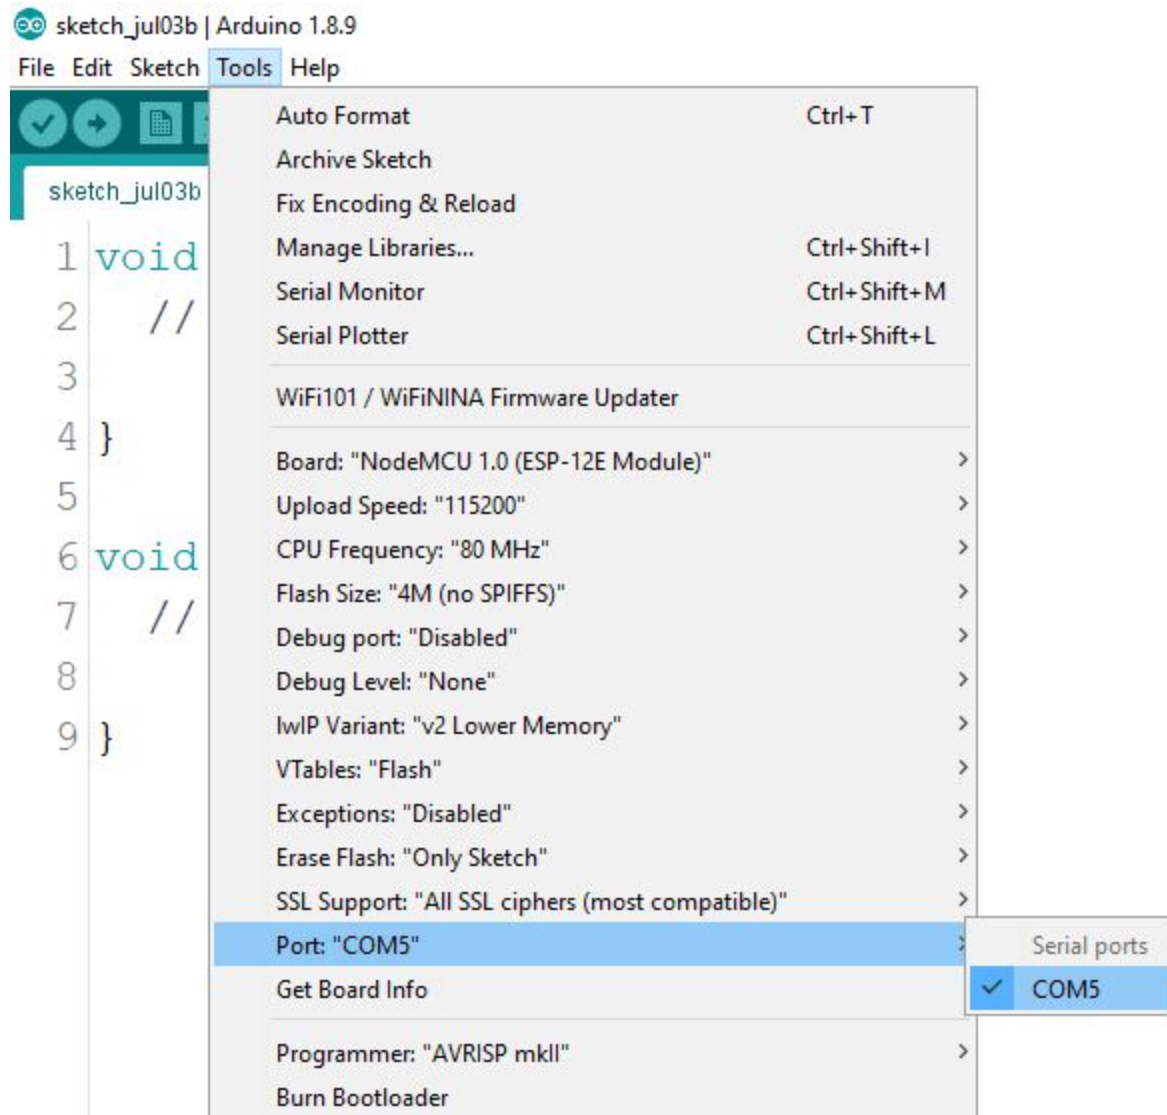 sketch_jul03b | Arduino 1.8.9
File Edit Sketch Tools Help
sketch_jul03b
1 void
2 //
3
4 }
5
6 void
7 //
8
9 }
Auto Format Ctrl+T
Archive Sketch
Fix Encoding & Reload
Manage Libraries... Ctrl+Shift+I
Serial Monitor Ctrl+Shift+M
Serial Plotter Ctrl+Shift+L
WiFi101 / WiFiNINA Firmware Updater
Board: "NodeMCU 1.0 (ESP-12E Module)"
Upload Speed: "115200"
CPU Frequency: "80 MHz"
Flash Size: "4M (no SPIFFS)"
Debug port: "Disabled"
Debug Level: "None"
lwIP Variant: "v2 Lower Memory"
VTables: "Flash"
Exceptions: "Disabled"
Erase Flash: "Only Sketch"
SSL Support: "All SSL ciphers (most compatible)"
Port: "COM5"
Serial ports
COM5
Get Board Info
Programmer: "AVRISP mkII"
Burn Bootloader